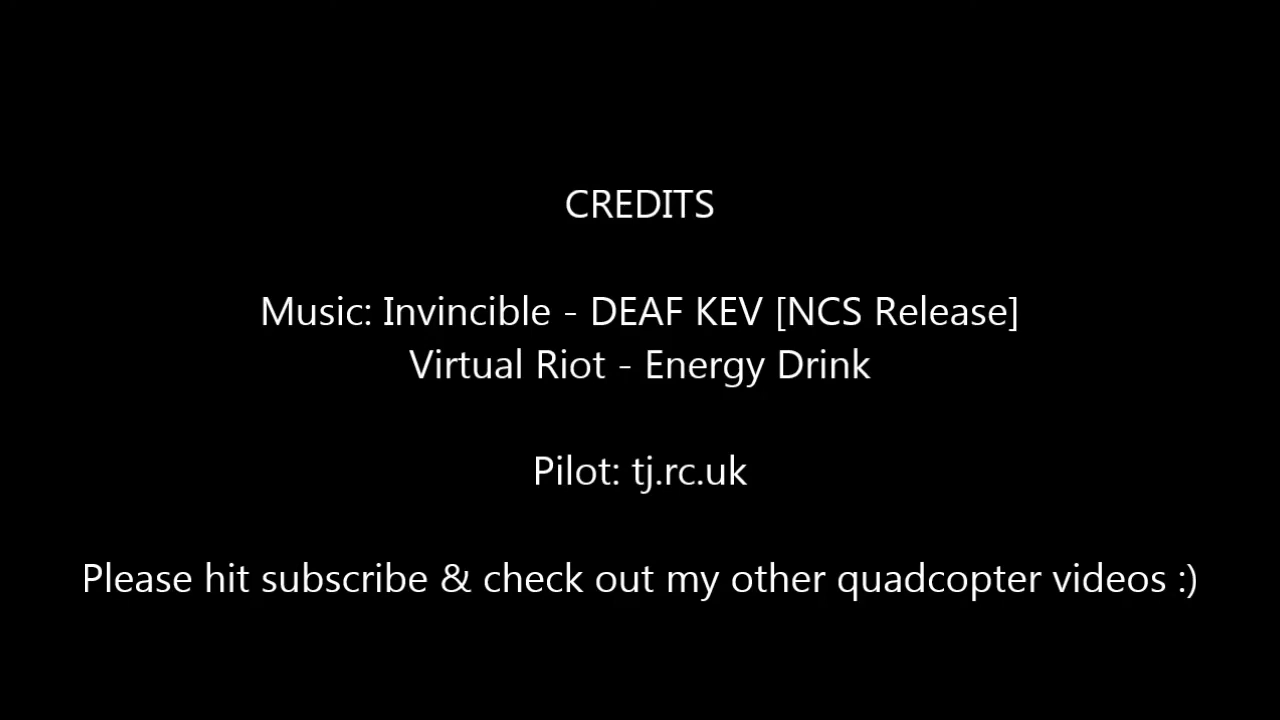 CREDITS
Music: Invincible - DEAF KEV [NCS Release]
Virtual Riot - Energy Drink
Pilot: tj.rc.uk
Please hit subscribe & check out my other quadcopter videos :)